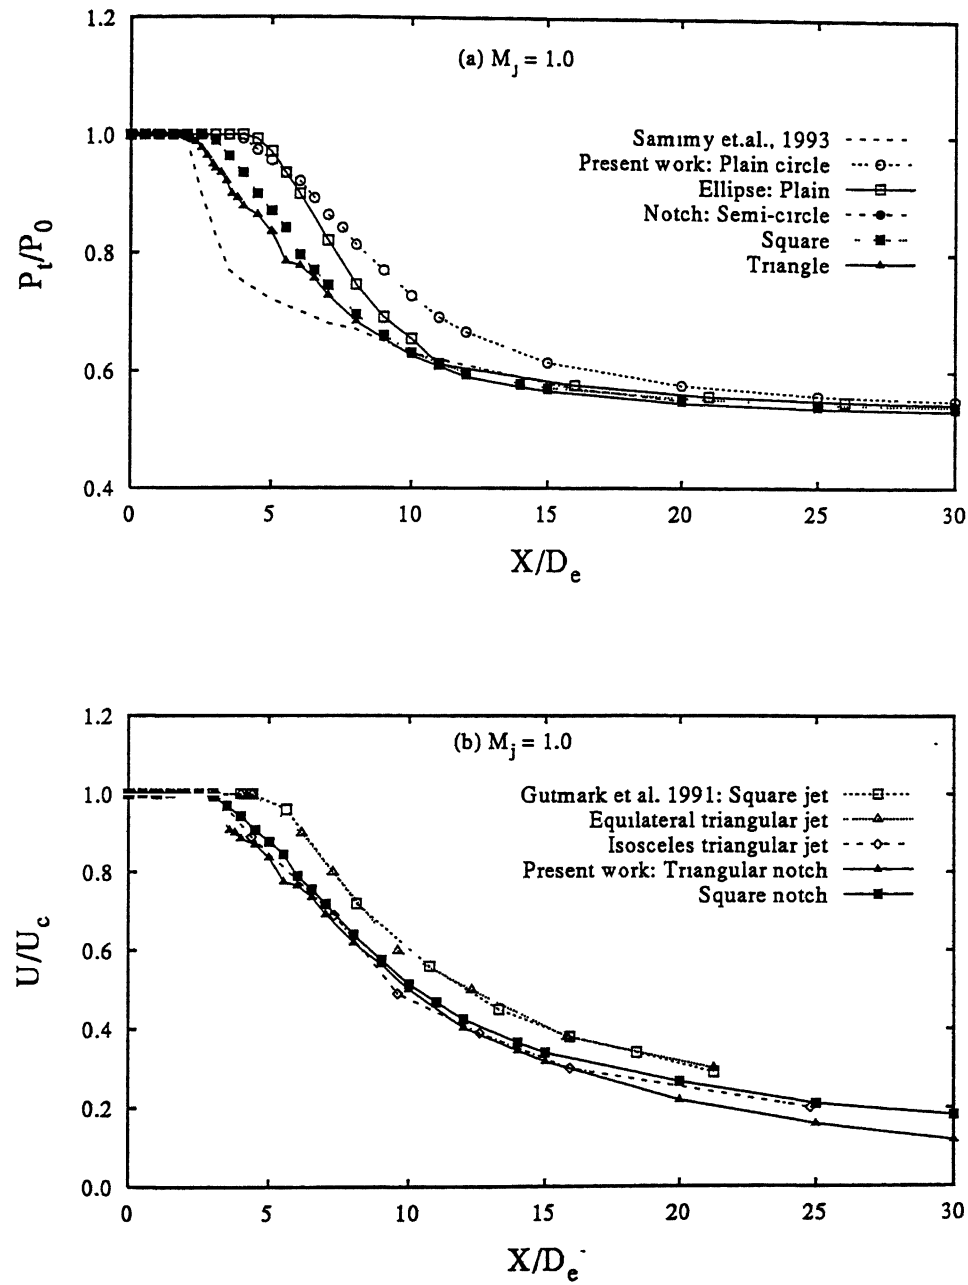 1.2
(a) M_j = 1.0
1.0
Samimy et.al., 1993
Present work: Plain circle
Ellipse: Plain
Notch: Semi-circle
Square
Triangle
0.8
P_t/P_0
0.6
0.4
0 5 10 15 20 25 30
X/D_e
1.2
(b) M_j = 1.0
1.0
Gutmark et al. 1991: Square jet
Equilateral triangular jet
Isosceles triangular jet
Present work: Triangular notch
Square notch
0.8
0.6
U/U_c
0.4
0.2
0.0
0 5 10 15 20 25 30
X/D_e